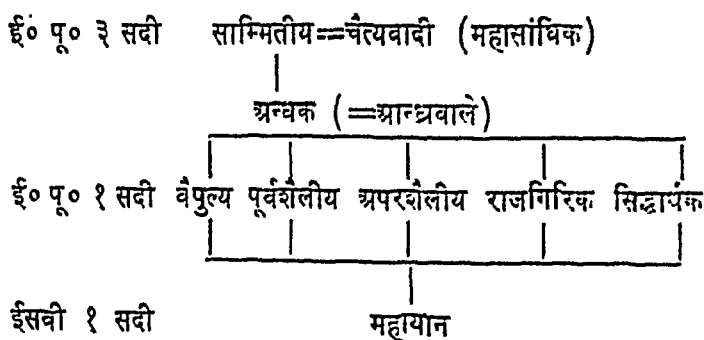 ई० पू० ३ सदी साम्मितीय==चैत्यवादी (महासांघिक)
अन्धक (==आन्ध्रवाले)
ई० पू० १ सदी वैपुल्य पूर्वशैलीय अपरशैलीय राजगिरिक सिद्धार्थक
ईसवी १ सदी महायान